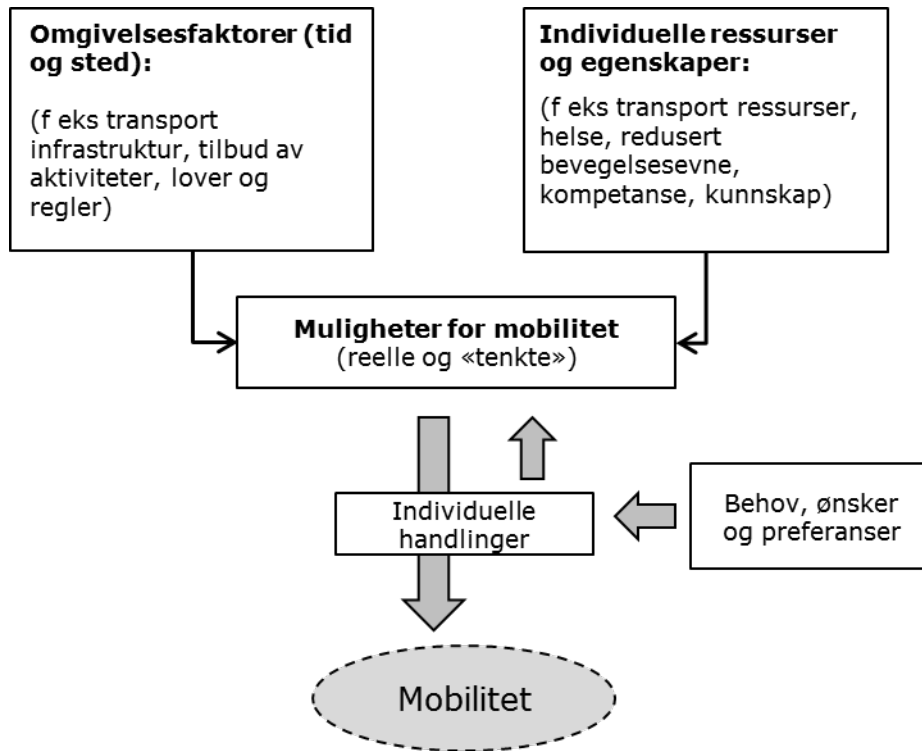 Omgivelsesfaktorer (tid
og sted):
(f eks transport
infrastruktur, tilbud av
aktiviteter, lover og
regler)
Individuelle ressurser
og egenskaper:
(f eks transport ressurser,
helse, redusert
bevegelsesevne,
kompetanse, kunnskap)
Muligheter for mobilitet
(reelle og «tenkte»)
Individuelle
handlinger
Behov, ønsker
og preferanser
Mobilitet